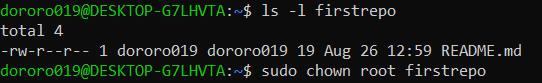 dororo019@DESKTOP-G7LHVTA:~$ ls -l firstrepo
total 4
-rw-r--r-- 1 dororo019 dororo019 19 Aug 26 12:59 README.md
dororo019@DESKTOP-G7LHVTA:~$ sudo chown root firstrepo